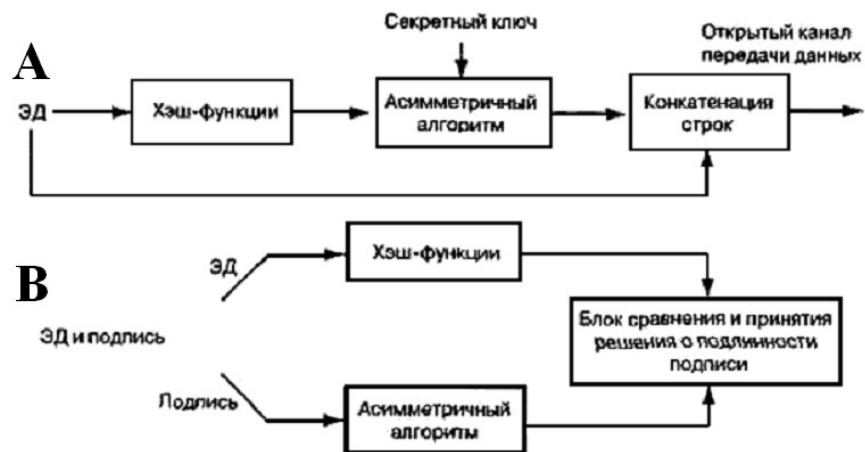 Секретный ключ
Открытый канал
передачи данных
A
ЭД
Хэш-функции
Асимметричный
алгоритм
Конкатенация
строк
B
ЭД
Хэш-функции
ЭД и подпись
Блок сравнения и принятия
решения о подлинности
подписи
Подпись
Асимметричный
алгоритм